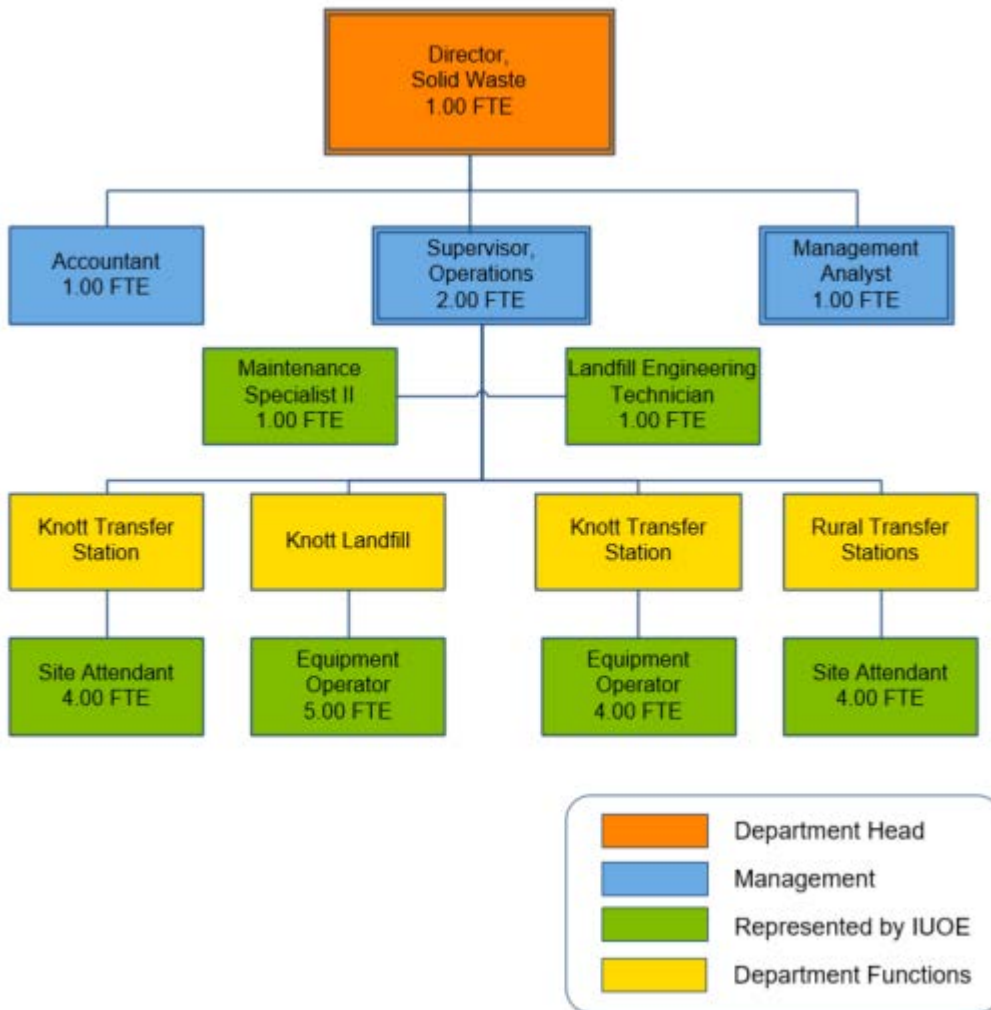 Director,
Solid Waste
1.00 FTE
Accountant
1.00 FTE
Supervisor,
Operations
2.00 FTE
Management
Analyst
1.00 FTE
Maintenance
Specialist II
1.00 FTE
Landfill Engineering
Technician
1.00 FTE
Knott Transfer
Station
Knott Landfill
Knott Transfer
Station
Rural Transfer
Stations
Site Attendant
4.00 FTE
Equipment
Operator
5.00 FTE
Equipment
Operator
4.00 FTE
Site Attendant
4.00 FTE
Department Head
Management
Represented by IUOE
Department Functions